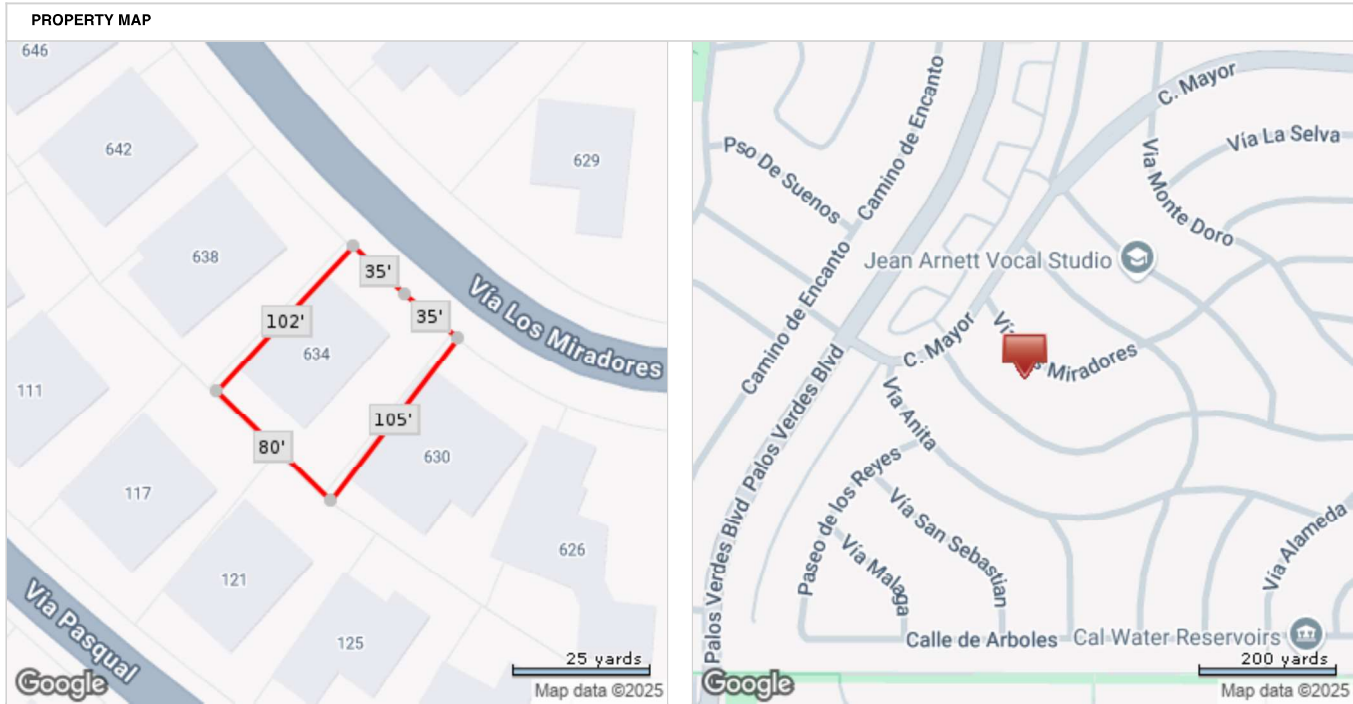 PROPERTY MAP
646
642
629
638
35'
35'
Vía Los Miradores
102'
634
111
105'
80'
630
117
626
121
Via Pasqual
125
25 yards
Google
Map data ©2025
C. Mayor
Camino de Encanto
Vía La Selva
Pso De Suenos
Via Monte Doro
Jean Arnett Vocal Studio
Camino de Encanto
C. Mayor
Miradores
Palos Verdes Blvd
Vía Anita
Paseo de los Reyes
Vía San Sebastian
Palos Verdes Blvd
Vía Malaga
Vía Alameda
Calle de Arboles
Cal Water Reservoirs
200 yards
Google
Map data ©2025